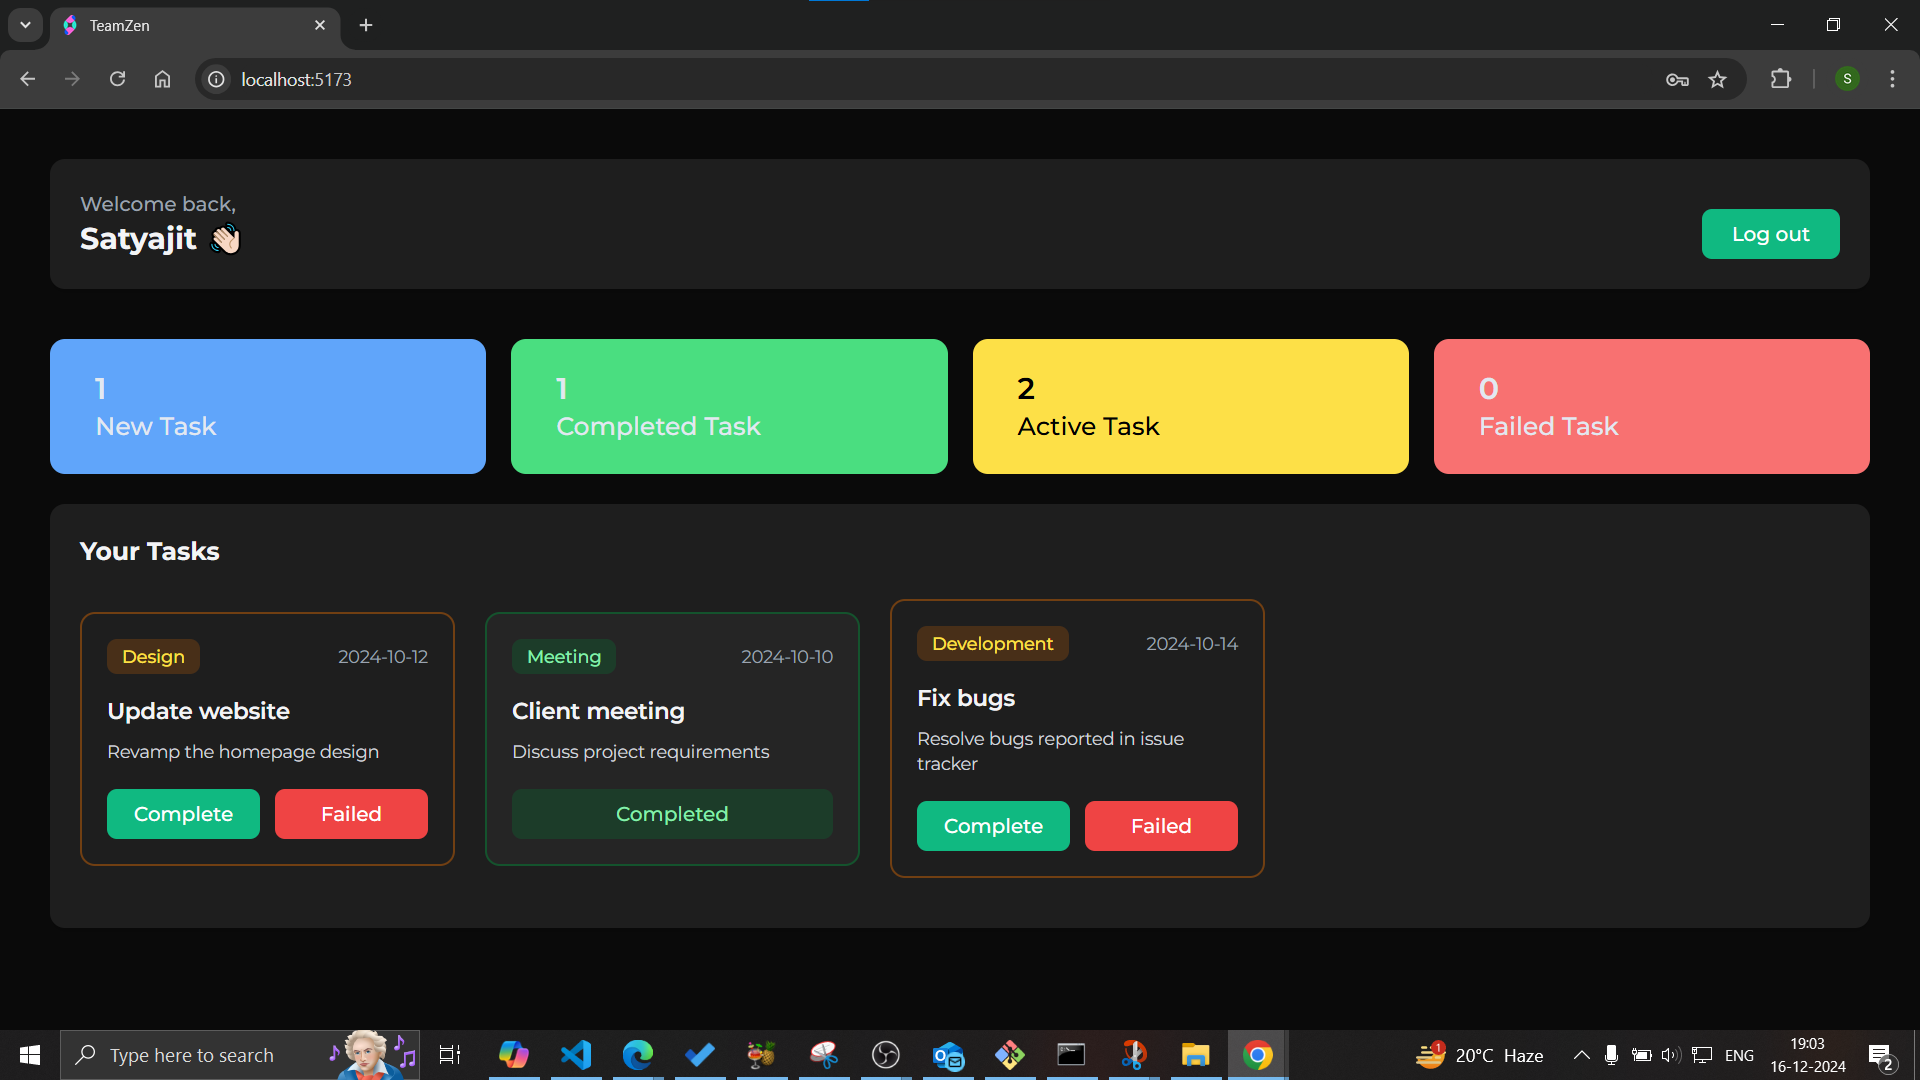 TeamZen
localhost:5173
S
Welcome back,
Satyajit 👋🏻
Log out
1
New Task
1
Completed Task
2
Active Task
0
Failed Task
Your Tasks
Design 2024-10-12
Update website
Revamp the homepage design
Complete Failed
Meeting 2024-10-10
Client meeting
Discuss project requirements
Completed
Development 2024-10-14
Fix bugs
Resolve bugs reported in issue
tracker
Complete Failed
Type here to search
1
20°C Haze
ENG
19:03
16-12-2024
2